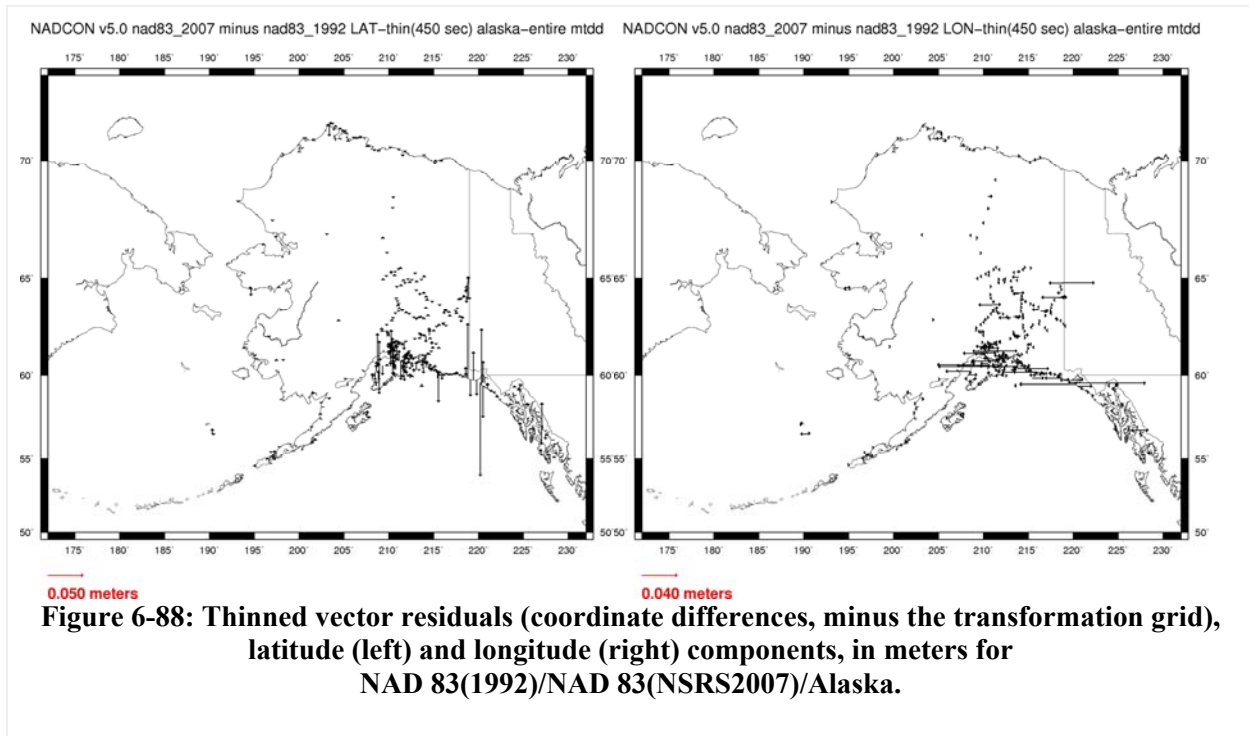 NADCON v5.0 nad83_2007 minus nad83_1992 LAT-thin(450 sec) alaska-entire mtdd
NADCON v5.0 nad83_2007 minus nad83_1992 LON-thin(450 sec) alaska-entire mtdd
175˚ 180˚ 185˚ 190˚ 195˚ 200˚ 205˚ 210˚ 215˚ 220˚ 225˚ 230˚
175˚ 180˚ 185˚ 190˚ 195˚ 200˚ 205˚ 210˚ 215˚ 220˚ 225˚ 230˚
70˚ 70˚ 70˚ 70˚
65˚ 65˚ 65˚ 65˚
60˚ 60˚ 60˚ 60˚
55˚ 55˚ 55˚ 55˚
50˚ 50˚ 50˚ 50˚
175˚ 180˚ 185˚ 190˚ 195˚ 200˚ 205˚ 210˚ 215˚ 220˚ 225˚ 230˚
175˚ 180˚ 185˚ 190˚ 195˚ 200˚ 205˚ 210˚ 215˚ 220˚ 225˚ 230˚
0.050 meters
0.040 meters
Figure 6-88: Thinned vector residuals (coordinate differences, minus the transformation grid),
latitude (left) and longitude (right) components, in meters for
NAD 83(1992)/NAD 83(NSRS2007)/Alaska.